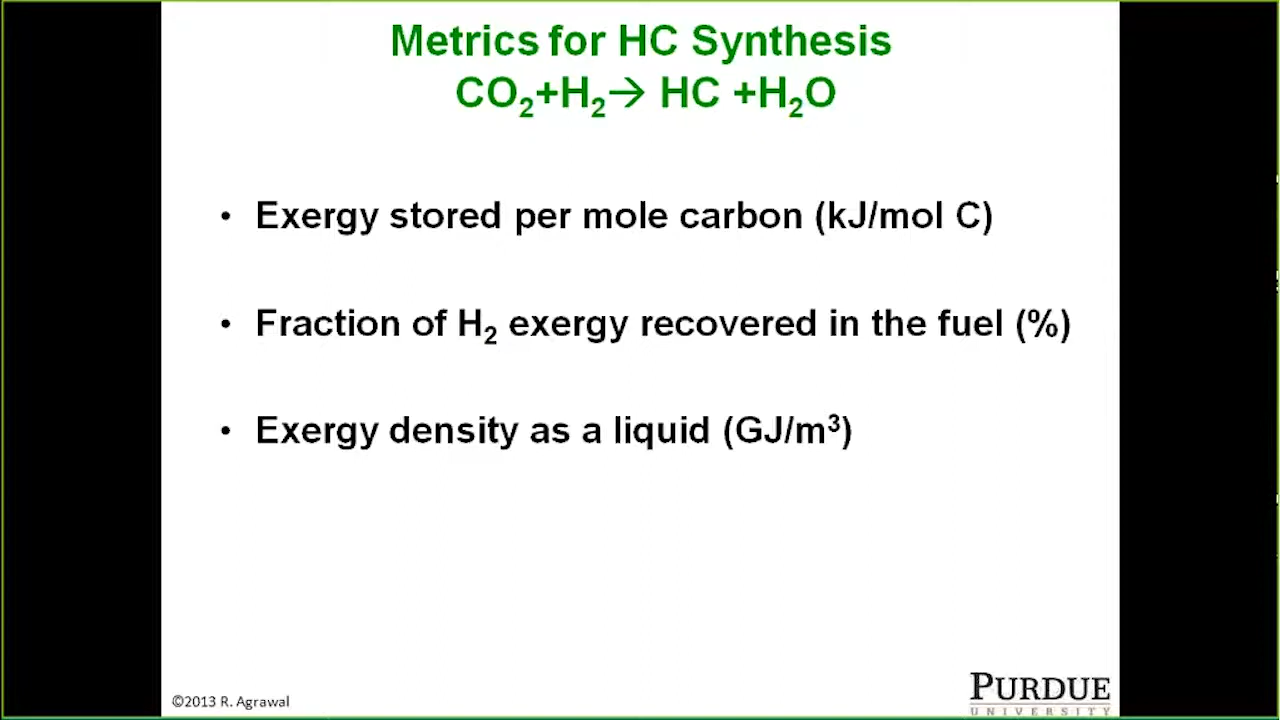 Metrics for HC Synthesis
CO₂+H₂→ HC +H₂O
• Exergy stored per mole carbon (kJ/mol C)
• Fraction of H₂ exergy recovered in the fuel (%)
• Exergy density as a liquid (GJ/m³)
©2013 R. Agrawal
PURDUE
UNIVERSITY